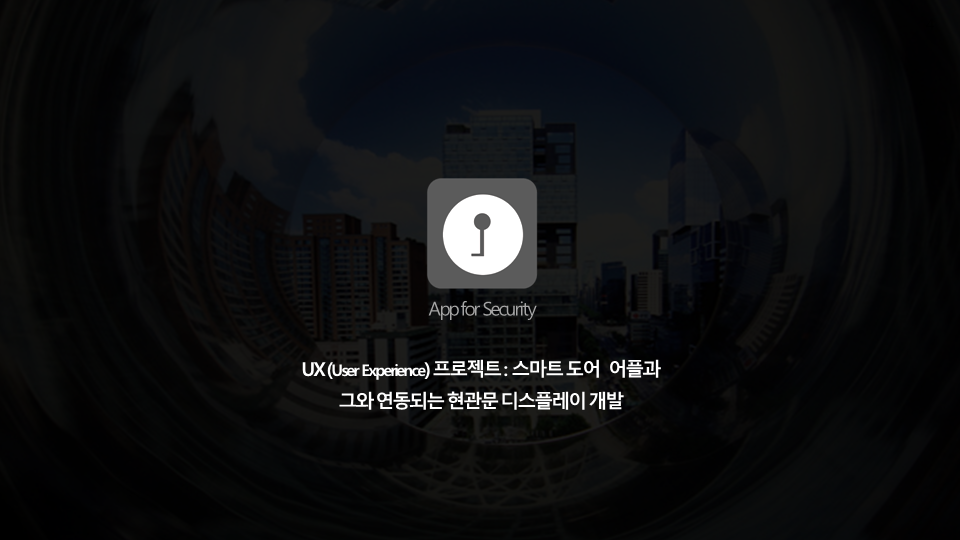 App for Security
UX (User Experience) 프로젝트 : 스마트 도어 어플과
그와 연동되는 현관문 디스플레이 개발